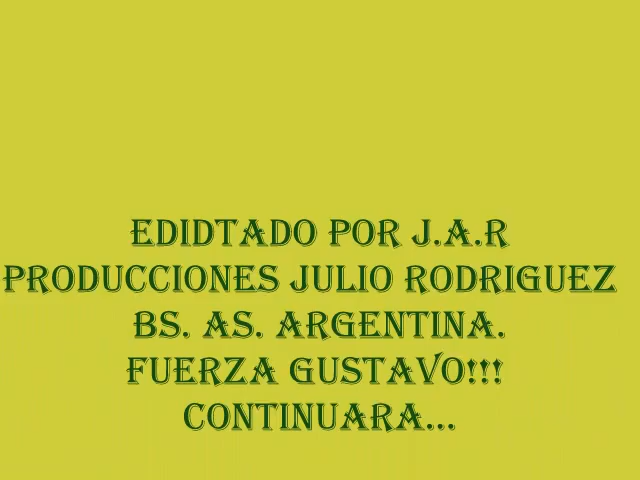 EDIDTADO POR J.A.R
PRODUCCIONES JULIO RODRIGUEZ
BS. AS. ARGENTINA.
FUERZA GUSTAVO!!!
CONTINUARA...